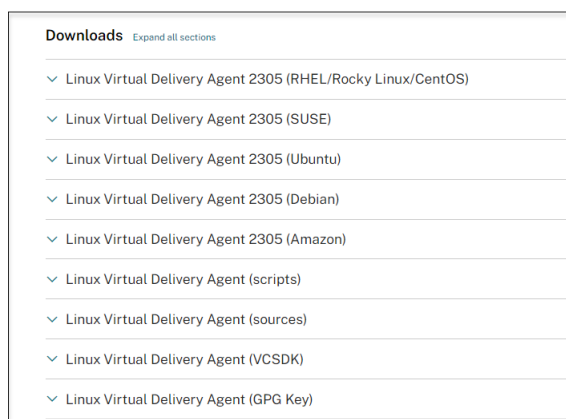 Downloads Expand all sections
Linux Virtual Delivery Agent 2305 (RHEL/Rocky Linux/CentOS)
Linux Virtual Delivery Agent 2305 (SUSE)
Linux Virtual Delivery Agent 2305 (Ubuntu)
Linux Virtual Delivery Agent 2305 (Debian)
Linux Virtual Delivery Agent 2305 (Amazon)
Linux Virtual Delivery Agent (scripts)
Linux Virtual Delivery Agent (sources)
Linux Virtual Delivery Agent (VCSDK)
Linux Virtual Delivery Agent (GPG Key)